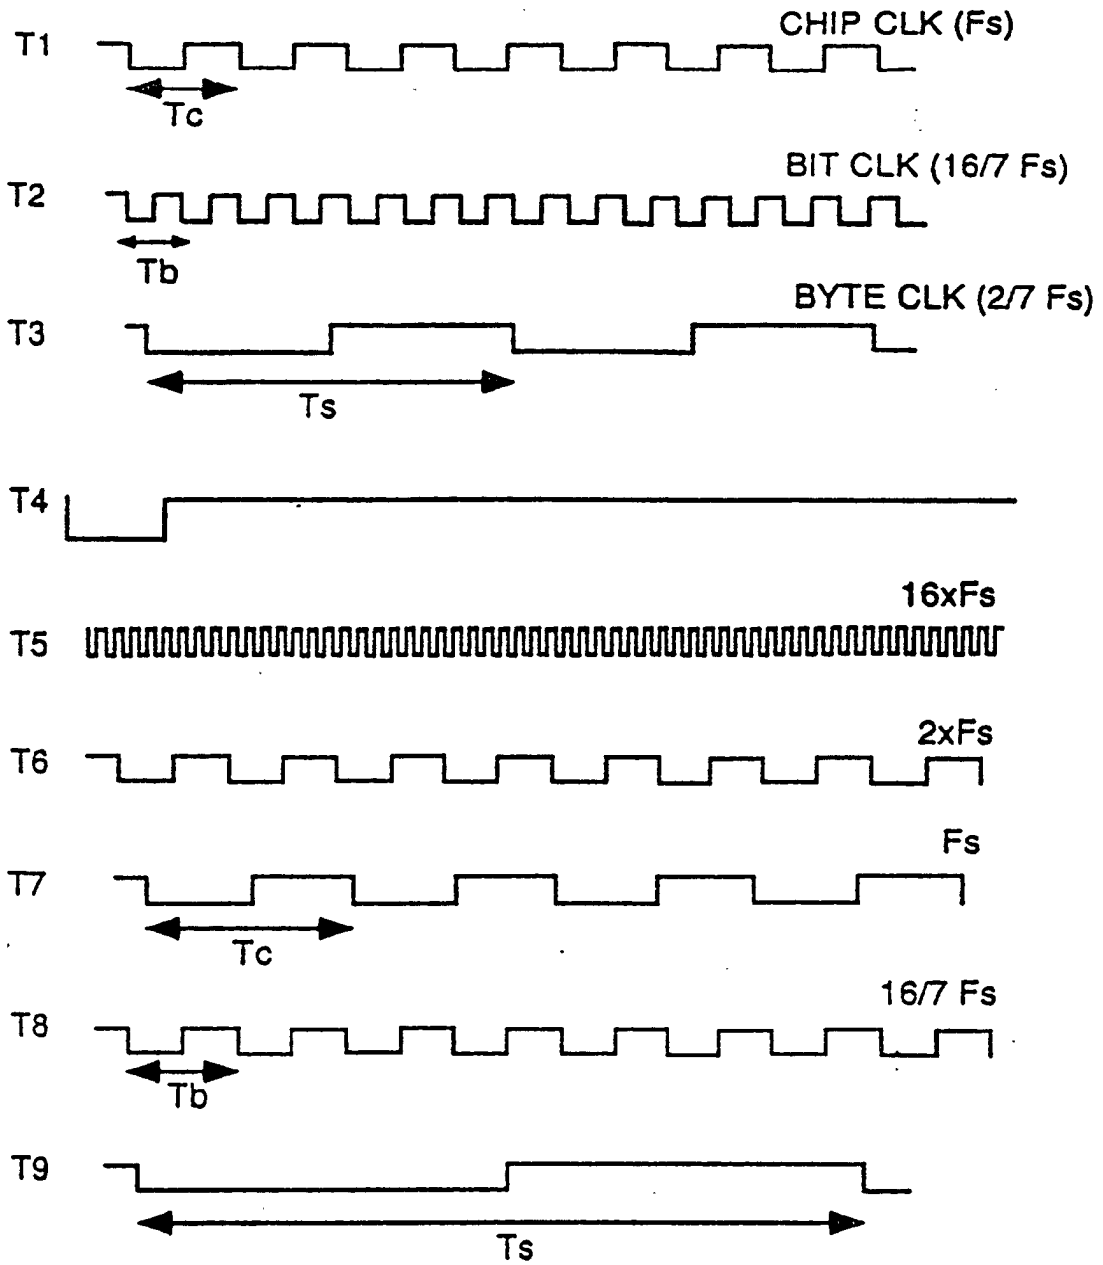 CHIP CLK (Fs)
T1
Tc
BIT CLK (16/7 Fs)
T2
Tb
BYTE CLK (2/7 Fs)
T3
Ts
T4
16xFs
T5
2xFs
T6
Fs
T7
Tc
16/7 Fs
T8
Tb
T9
Ts